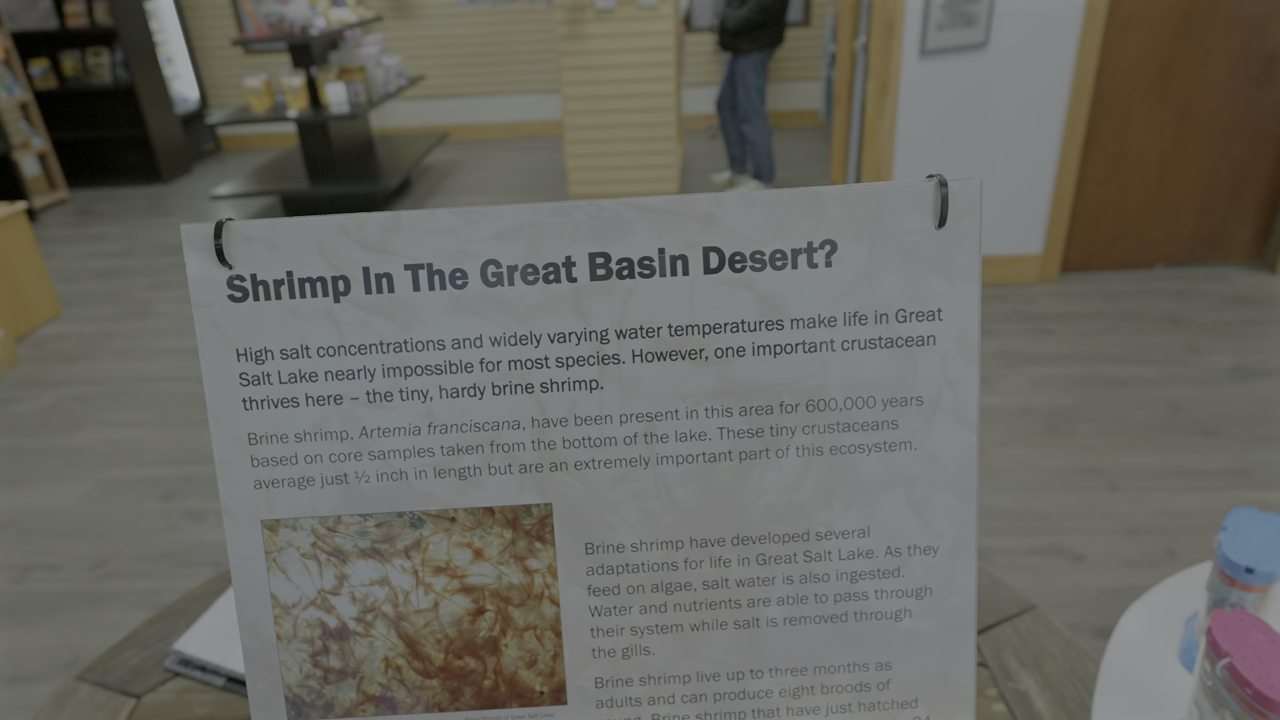 Shrimp In The Great Basin Desert?
High salt concentrations and widely varying water temperatures make life in Great
Salt Lake nearly impossible for most species. However, one important crustacean
thrives here – the tiny, hardy brine shrimp.
Brine shrimp, Artemia franciscana, have been present in this area for 600,000 years
based on core samples taken from the bottom of the lake. These tiny crustaceans
average just ½ inch in length but are an extremely important part of this ecosystem.
Brine shrimp have developed several
adaptations for life in Great Salt Lake. As they
feed on algae, salt water is also ingested.
Water and nutrients are able to pass through
their system while salt is removed through
the gills.
Brine shrimp live up to three months as
adults and can produce eight broods of
Brine shrimp that have just hatched